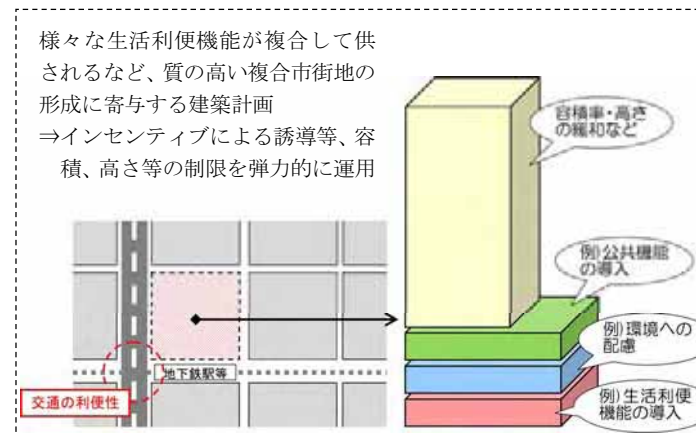 様々な生活利便機能が複合して供
されるなど、質の高い複合市街地の
形成に寄与する建築計画
⇒インセンティブによる誘導等、容
積、高さ等の制限を弾力的に運用
容積率・高さ
の緩和など
例)公共機能
の導入
例)環境への
配慮
例)生活利便
機能の導入
地下鉄駅等
交通の利便性